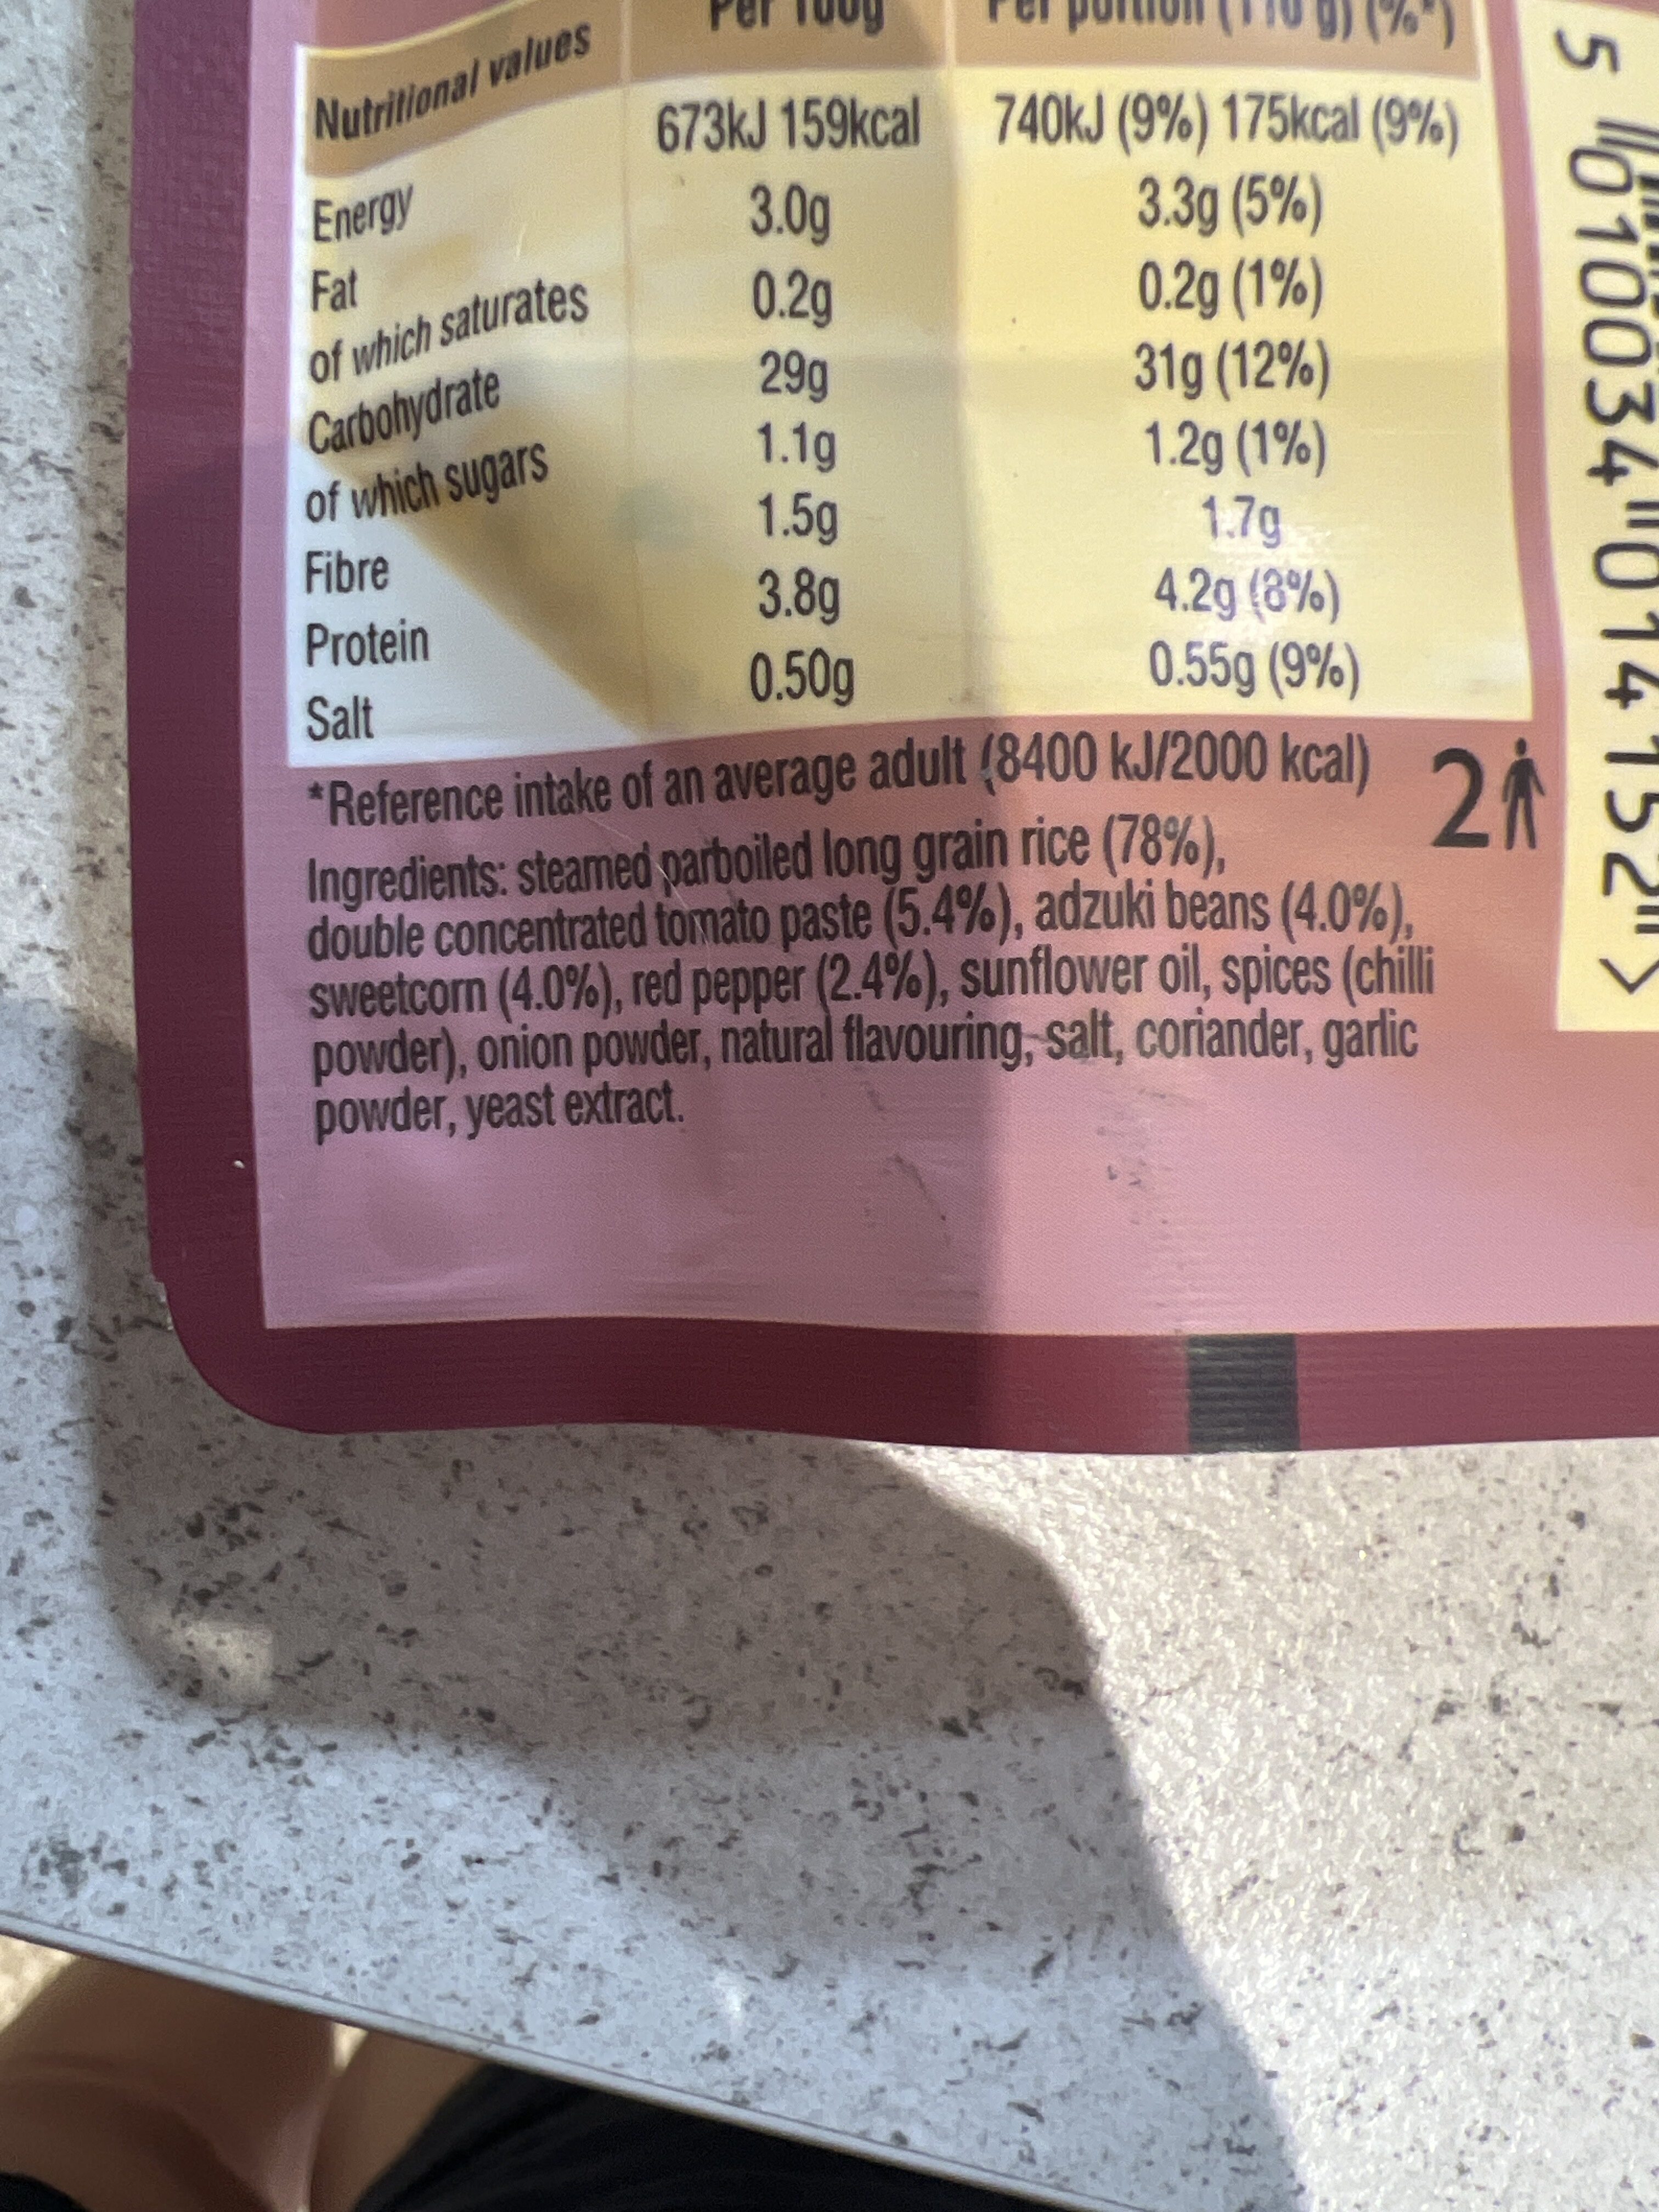 Nutritional values Per 100g Per portion (110 g) (%*)
Energy 673kJ 159kcal 740kJ (9%) 175kcal (9%)
Fat 3.0g 3.3g (5%)
of which saturates 0.2g 0.2g (1%)
Carbohydrate 29g 31g (12%)
of which sugars 1.1g 1.2g (1%)
Fibre 1.5g 1.7g
Protein 3.8g 4.2g (8%)
Salt 0.50g 0.55g (9%)
*Reference intake of an average adult (8400 kJ/2000 kcal)
2
Ingredients: steamed parboiled long grain rice (78%),
double concentrated tomato paste (5.4%), adzuki beans (4.0%),
sweetcorn (4.0%), red pepper (2.4%), sunflower oil, spices (chilli
powder), onion powder, natural flavouring, salt, coriander, garlic
powder, yeast extract.
5 010034 014152 >